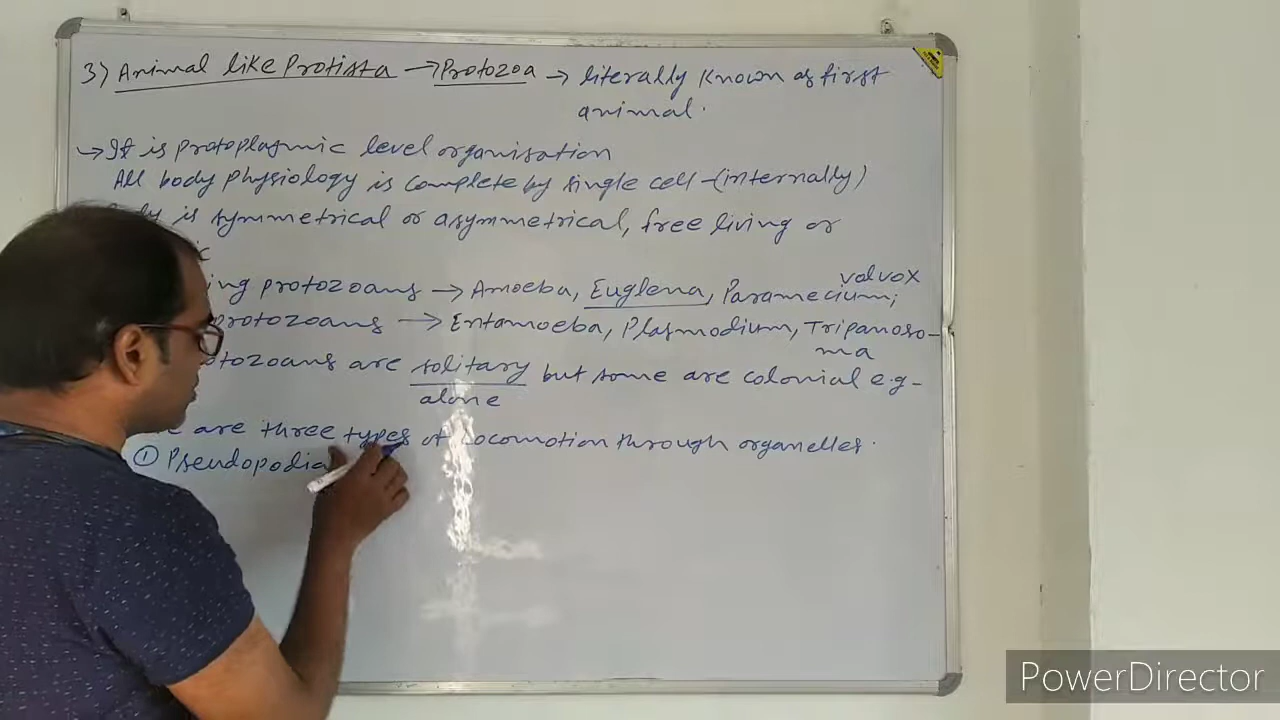 3) Animal like Protista → Protozoa → literally known as first
animal.
→ It is protoplasmic level organisation
All body physiology is complete by single cell-(internally)
is symmetrical or asymmetrical, free living or
ing protozoans → Amoeba, Euglena, Paramecium, valvox
protozoans → Entamoeba, Plasmodium, Tripanoso-
ma
otozoans are solitary but some are colonial e.g-
alone
are three types of locomotion through organelles.
① Pseudopodia
PowerDirector